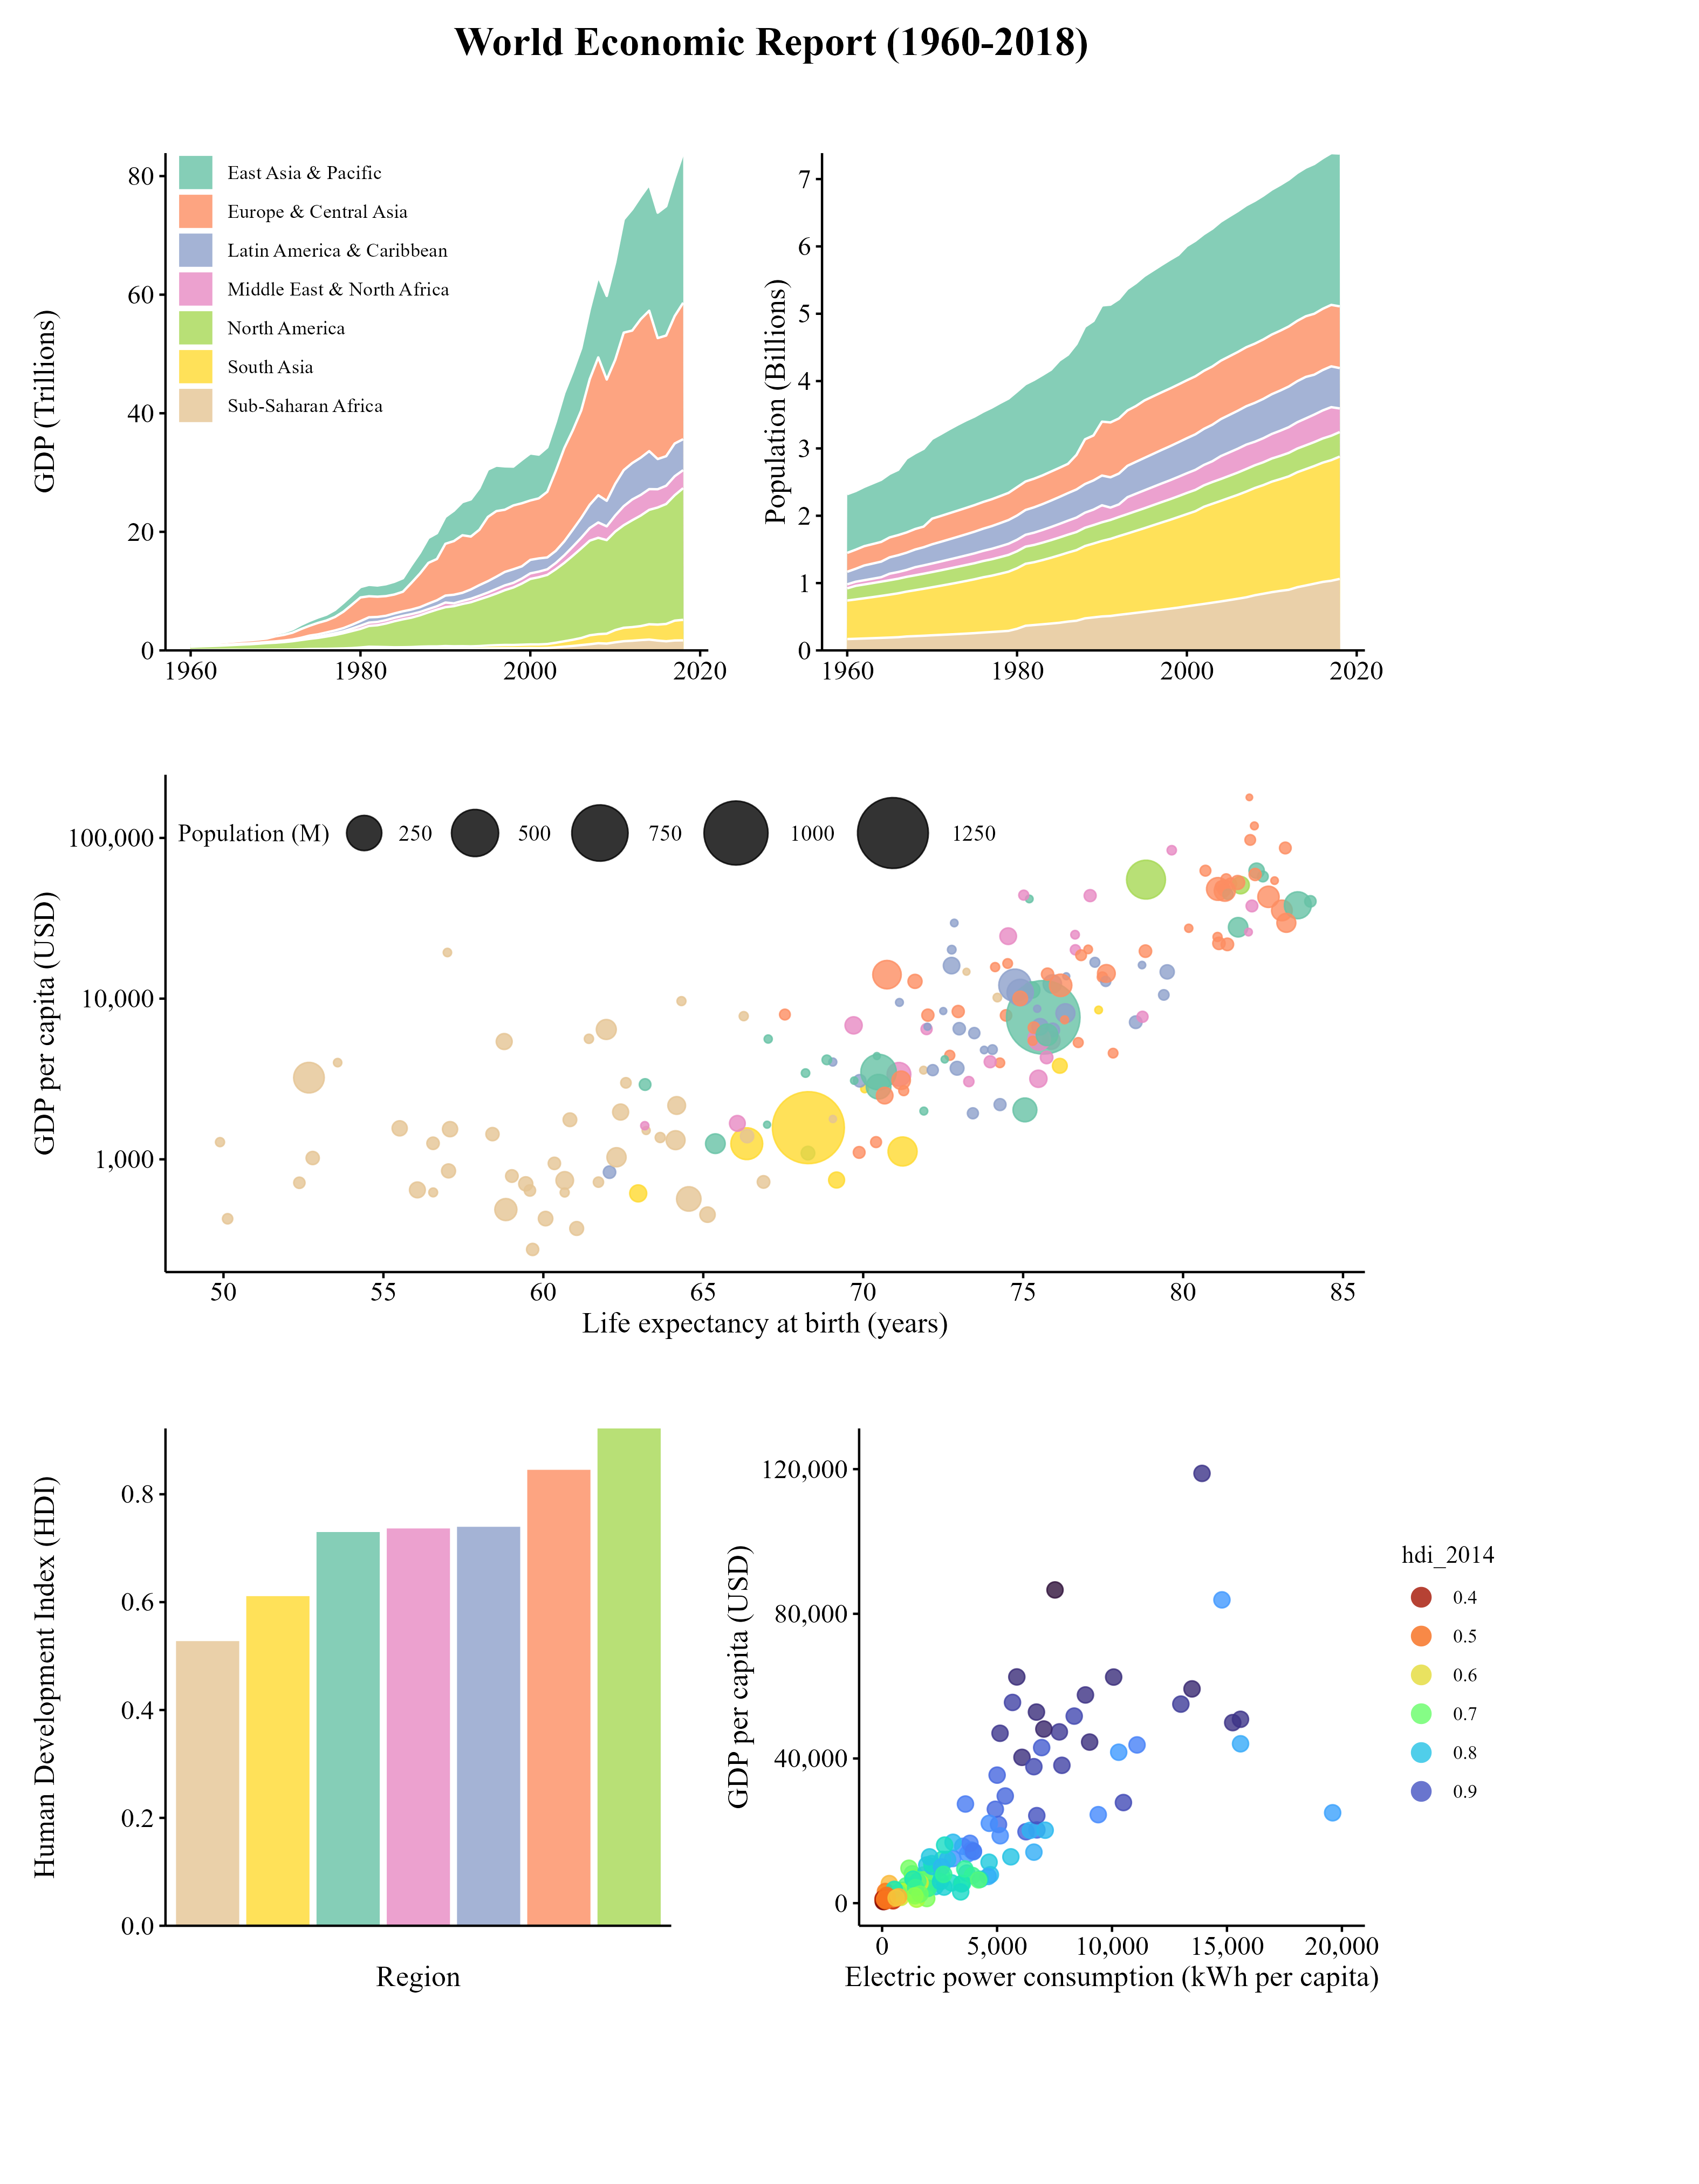 World Economic Report (1960-2018)
GDP (Trillions)
80
60
40
20
0
East Asia & Pacific
Europe & Central Asia
Latin America & Caribbean
Middle East & North Africa
North America
South Asia
Sub-Saharan Africa
1960 1980 2000 2020
Population (Billions)
7
6
5
4
3
2
1
0
1960 1980 2000 2020
GDP per capita (USD)
100,000
10,000
1,000
Population (M) 250 500 750 1000 1250
50 55 60 65 70 75 80 85
Life expectancy at birth (years)
Human Development Index (HDI)
0.8
0.6
0.4
0.2
0.0
Region
GDP per capita (USD)
120,000
80,000
40,000
0
0 5,000 10,000 15,000 20,000
Electric power consumption (kWh per capita)
hdi_2014
0.4
0.5
0.6
0.7
0.8
0.9